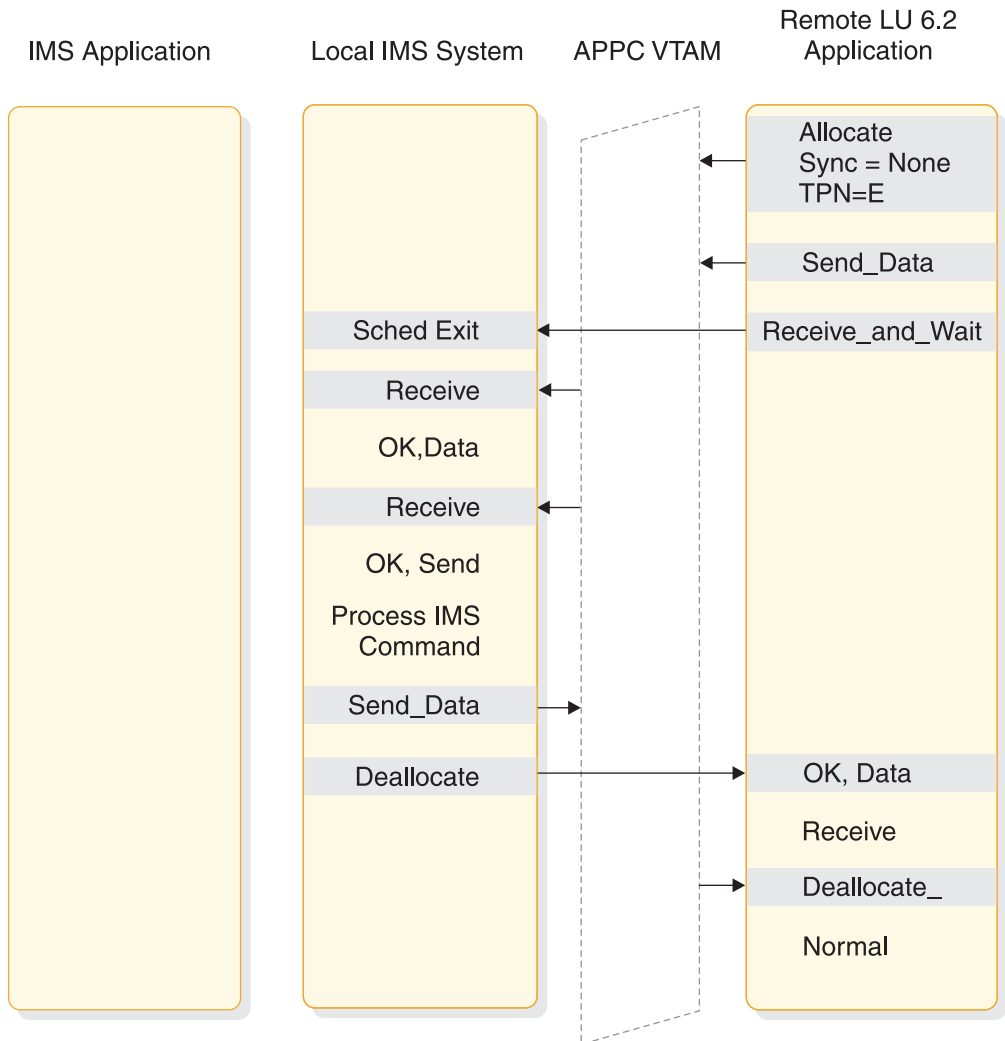 IMS Application
Local IMS System
APPC VTAM
Remote LU 6.2
Application
Allocate
Sync = None
TPN=E
Send_Data
Sched Exit
Receive_and_Wait
Receive
OK,Data
Receive
OK, Send
Process IMS
Command
Send_Data
Deallocate
OK, Data
Receive
Deallocate_
Normal